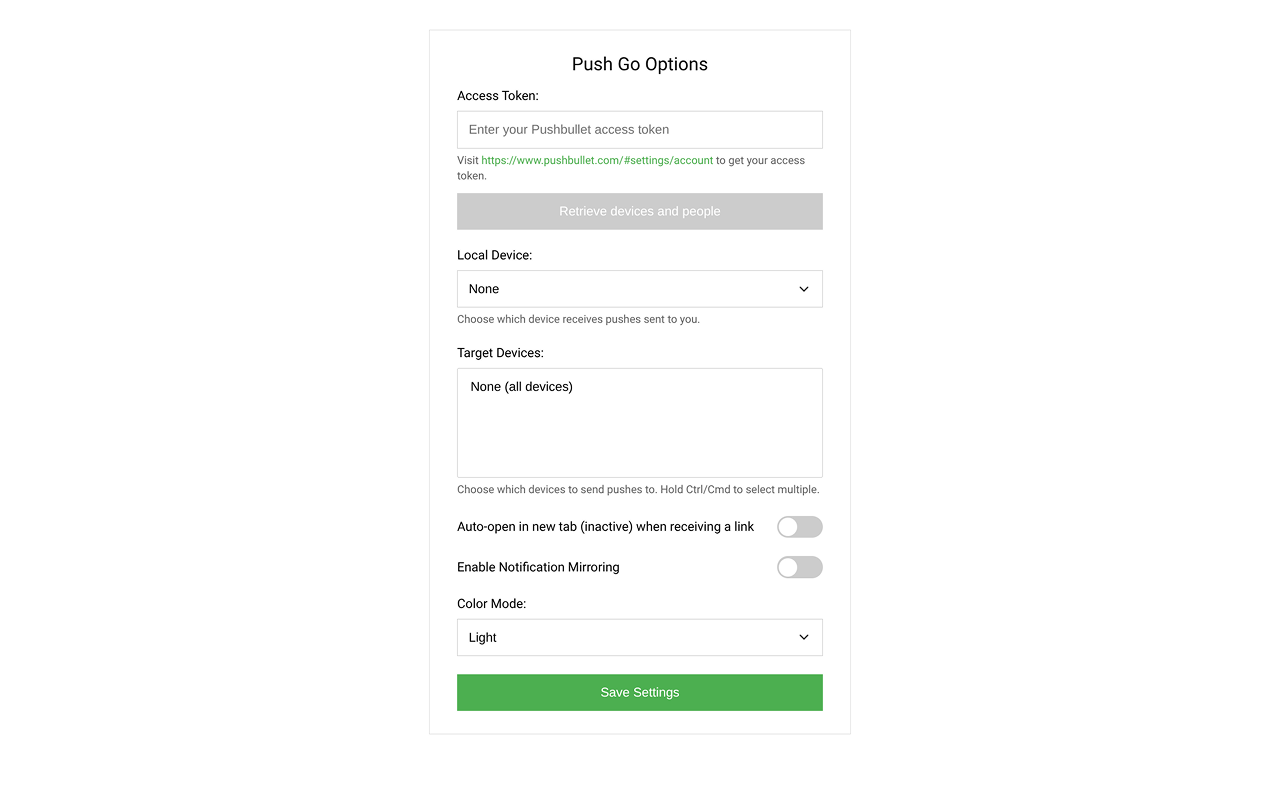 Push Go Options
Access Token:
Enter your Pushbullet access token
Visit https://www.pushbullet.com/#settings/account to get your access
token.
Retrieve devices and people
Local Device:
None
Choose which device receives pushes sent to you.
Target Devices:
None (all devices)
Choose which devices to send pushes to. Hold Ctrl/Cmd to select multiple.
Auto-open in new tab (inactive) when receiving a link
Enable Notification Mirroring
Color Mode:
Light
Save Settings